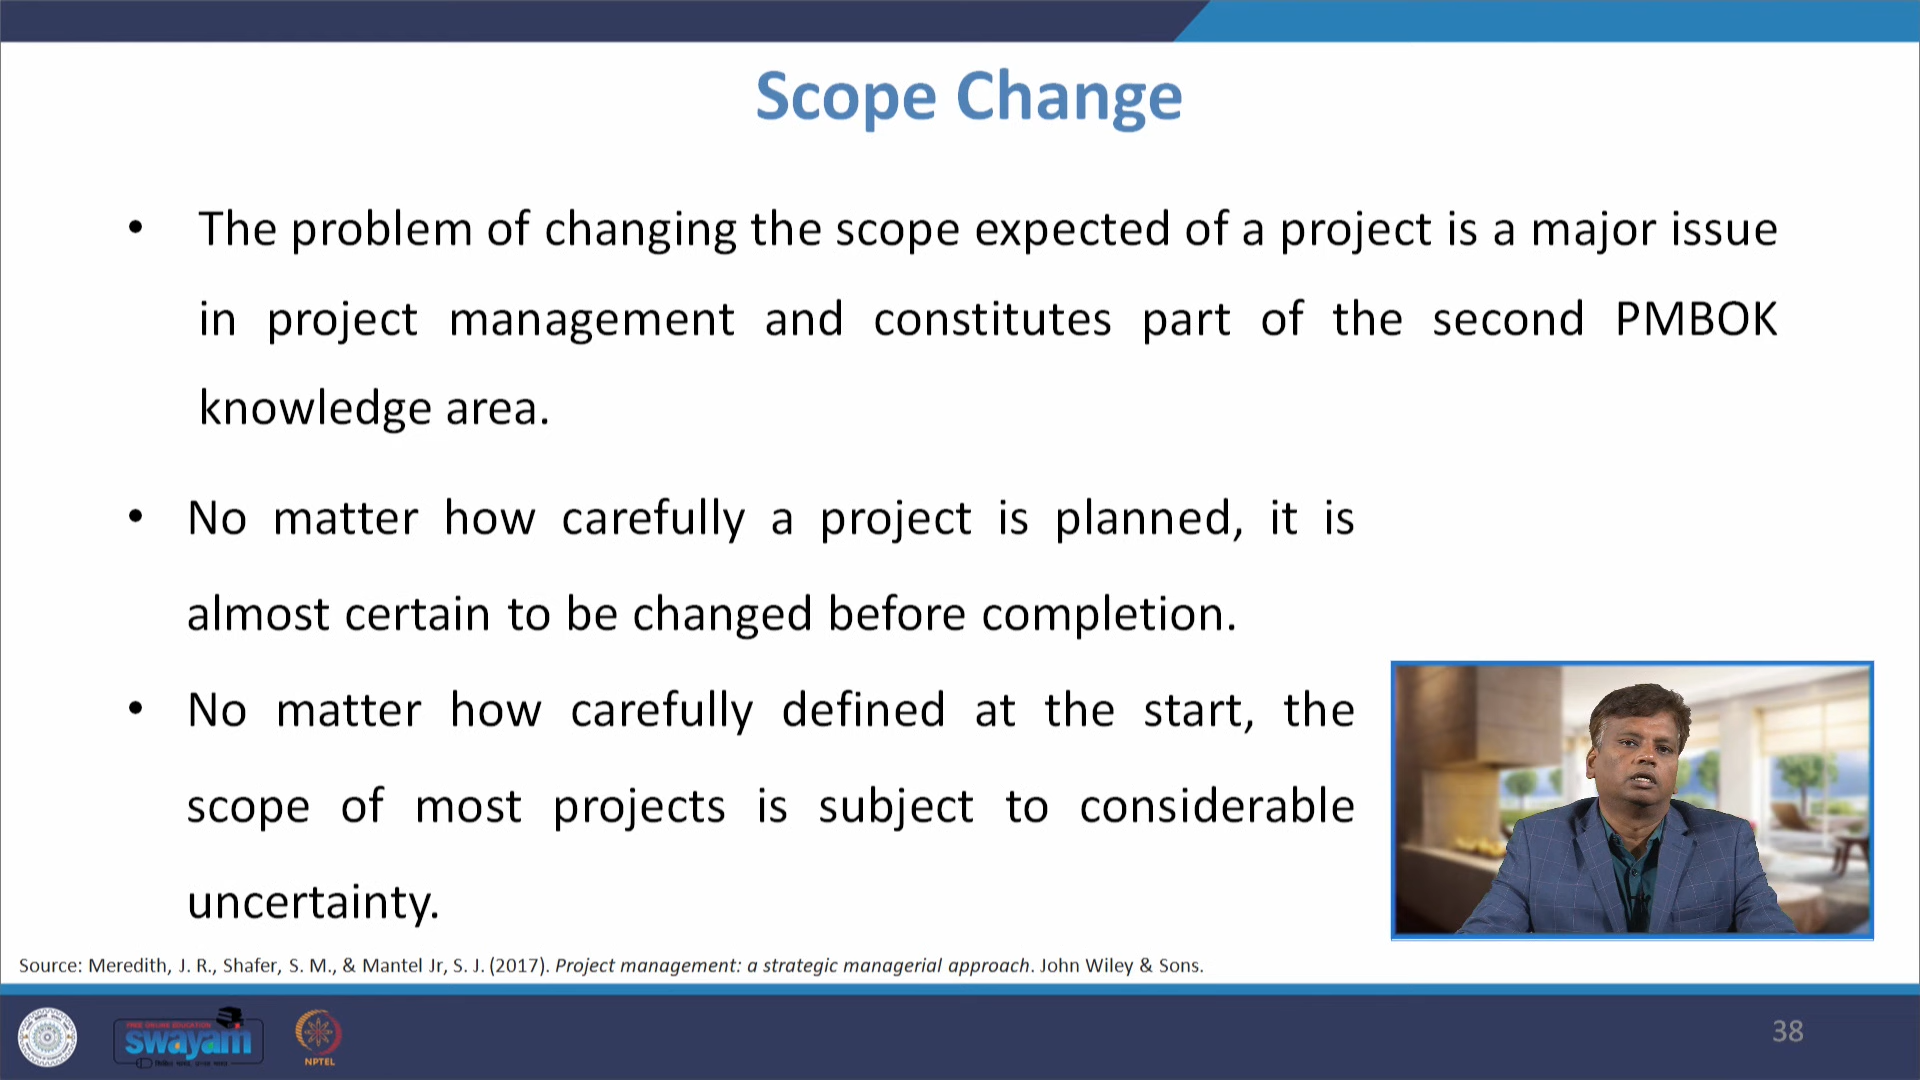 Scope Change
• The problem of changing the scope expected of a project is a major issue
in project management and constitutes part of the second PMBOK
knowledge area.
• No matter how carefully a project is planned, it is
almost certain to be changed before completion.
• No matter how carefully defined at the start, the
scope of most projects is subject to considerable
uncertainty.
Source: Meredith, J. R., Shafer, S. M., & Mantel Jr, S. J. (2017). Project management: a strategic managerial approach. John Wiley & Sons.
FREE ONLINE EDUCATION
swayam
NPTEL
38